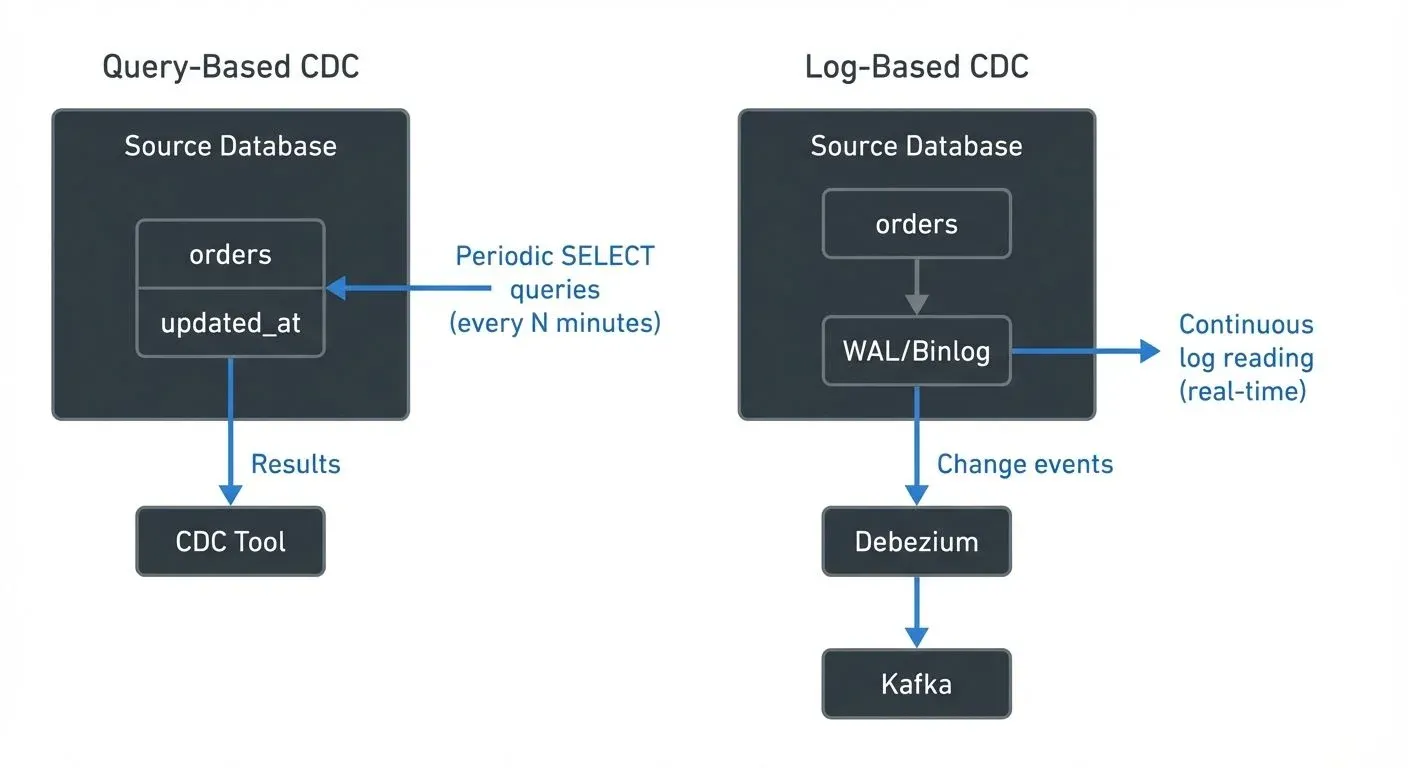 Query-Based CDC
Source Database
orders
updated_at
Periodic SELECT
queries
(every N minutes)
Results
CDC Tool
Log-Based CDC
Source Database
orders
WAL/Binlog
Continuous
log reading
(real-time)
Change events
Debezium
Kafka